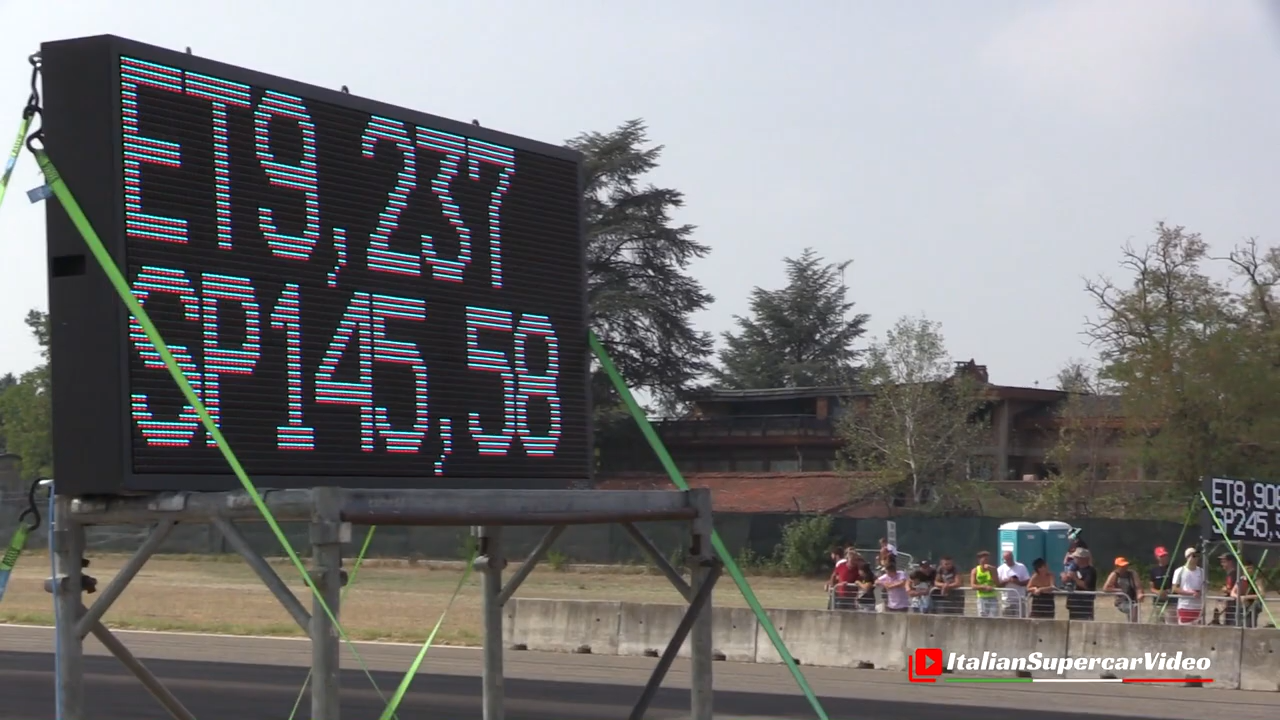 ET9,237
SP145,58
ET8,908
SP245,
ItalianSupercarVideo